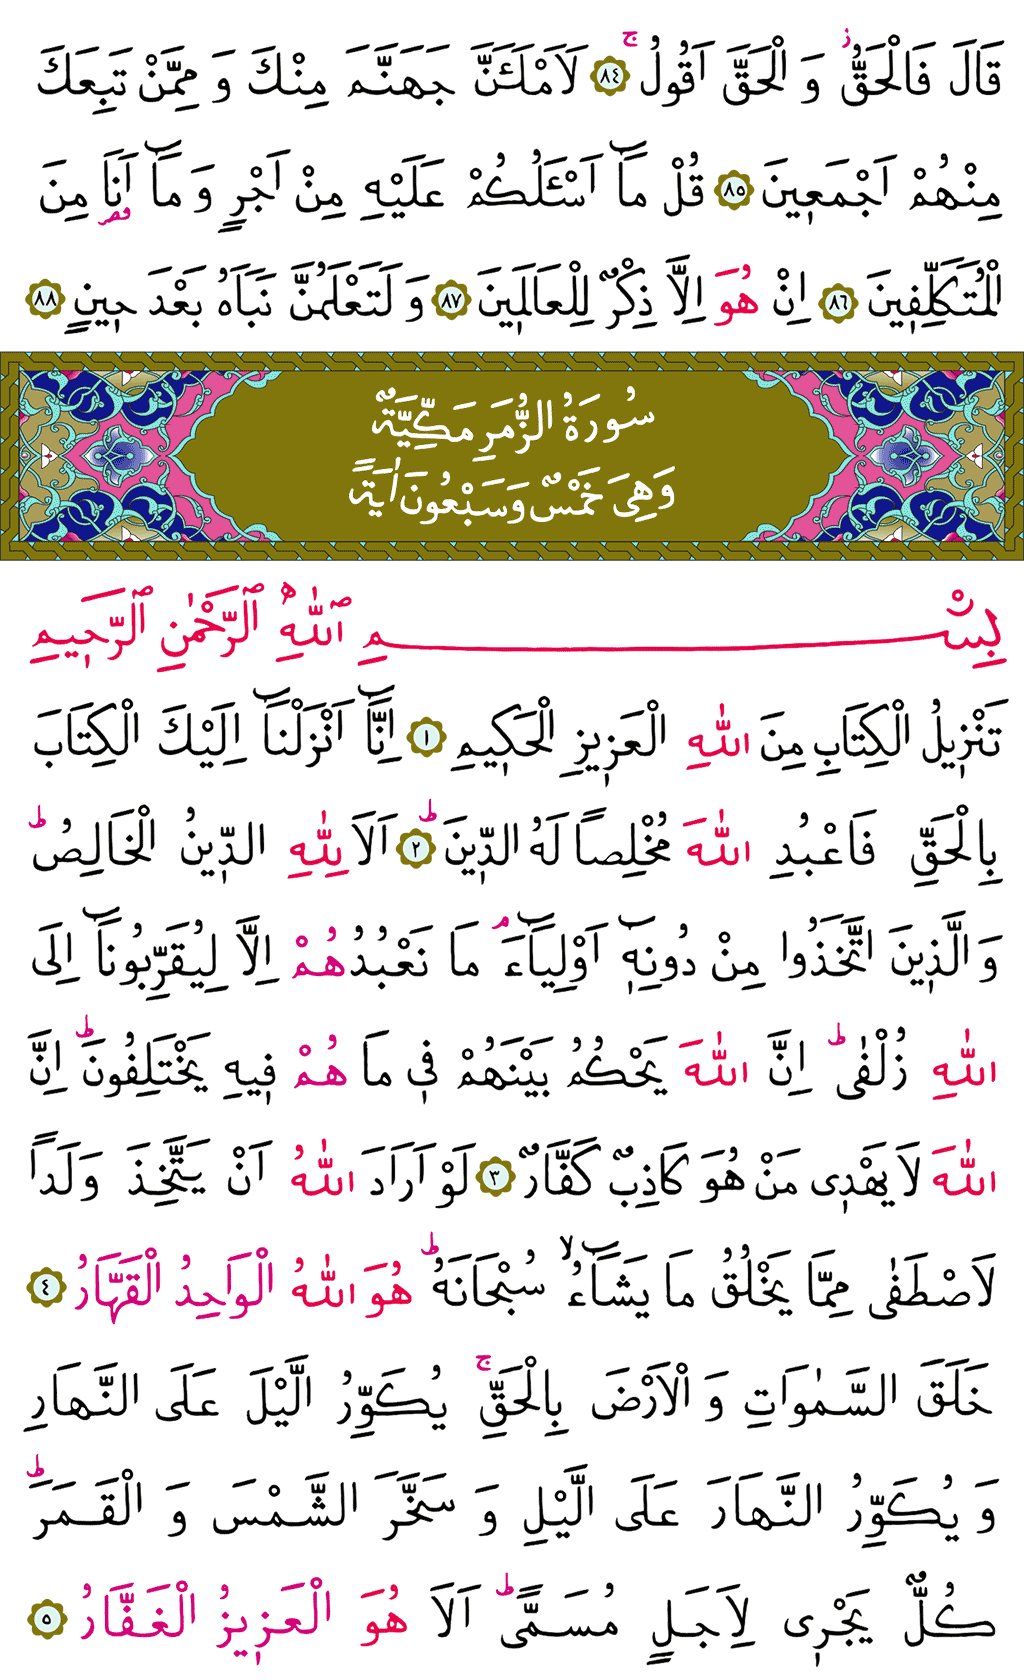 قَالَ فَالْحَقُّۘ وَ الْحَقَّ اَقُولُۚ ﴿٨٤﴾ لَاَمْلَـَٔنَّ جَهَنَّمَ مِنْكَ وَ مِمَّنْ تَبِعَكَ
مِنْهُمْ اَجْمَعٖينَ ﴿٨٥﴾ قُلْ مَٓا اَسْـَٔلُكُمْ عَلَيْهِ مِنْ اَجْرٍ وَ مَٓا اَنَا۬ مِنَ
الْمُتَكَلِّفٖينَ ﴿٨٦﴾ اِنْ هُوَ اِلَّا ذِكْرٌ لِلْعَالَمٖينَ ﴿٨٧﴾ وَ لَتَعْلَمُنَّ نَبَاَهُ بَعْدَ حٖينٍ ﴿٨٨﴾
سُورَةُ الزُّمَرِ مَكِّيَّةٌ
وَهِىَ خَمْسٌ وَسَبْعُونَ اٰيَةً
بِسْــــــــــــمِ ٱللّٰهِ ٱلرَّحْمٰنِ ٱلرَّحٖيمِ
تَنْزٖيلُ الْكِتَابِ مِنَ اللّٰهِ الْعَزٖيزِ الْحَكٖيمِ ﴿١﴾ اِنَّٓا اَنْزَلْنَٓا اِلَيْكَ الْكِتَابَ
بِالْحَقِّ فَاعْبُدِ اللّٰهَ مُخْلِصاً لَهُ الدّٖينَؕ ﴿٢﴾ اَلَا لِلّٰهِ الدّٖينُ الْخَالِصُؕ
وَ الَّذٖينَ اتَّخَذُوا مِنْ دُونِهٖٓ اَوْلِيَٓاءَۢ مَا نَعْبُدُهُمْ اِلَّا لِيُقَرِّبُونَٓا اِلَى
اللّٰهِ زُلْفٰىؕ اِنَّ اللّٰهَ يَحْكُمُ بَيْنَهُمْ فٖى مَا هُمْ فٖيهِ يَخْتَلِفُونَؕ اِنَّ
اللّٰهَ لَا يَهْدٖى مَنْ هُوَ كَاذِبٌ كَفَّارٌ ﴿٣﴾ لَوْ اَرَادَ اللّٰهُ اَنْ يَتَّخِذَ وَلَداً
لَاصْطَفٰى مِمَّا يَخْلُقُ مَا يَشَٓاءُۙ سُبْحَانَهُؕ هُوَ اللّٰهُ الْوَاحِدُ الْقَهَّارُ ﴿٤﴾
خَلَقَ السَّمٰوَاتِ وَ الْاَرْضَ بِالْحَقِّۚ يُكَوِّرُ الَّيْلَ عَلَى النَّهَارِ
وَ يُكَوِّرُ النَّهَارَ عَلَى الَّيْلِ وَ سَخَّرَ الشَّمْسَ وَ الْقَمَرَؕ
كُلٌّ يَجْرٖى لِاَجَلٍ مُسَمًّىؕ اَلَا هُوَ الْعَزٖيزُ الْغَفَّارُ ﴿٥﴾